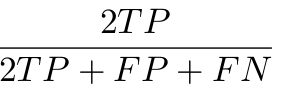 2TP
2TP + FP + FN